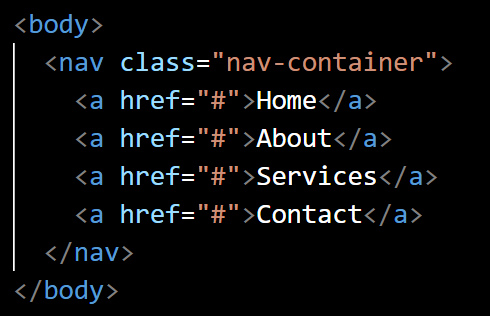 <body>
<nav class="nav-container">
<a href="#">Home</a>
<a href="#">About</a>
<a href="#">Services</a>
<a href="#">Contact</a>
</nav>
</body>